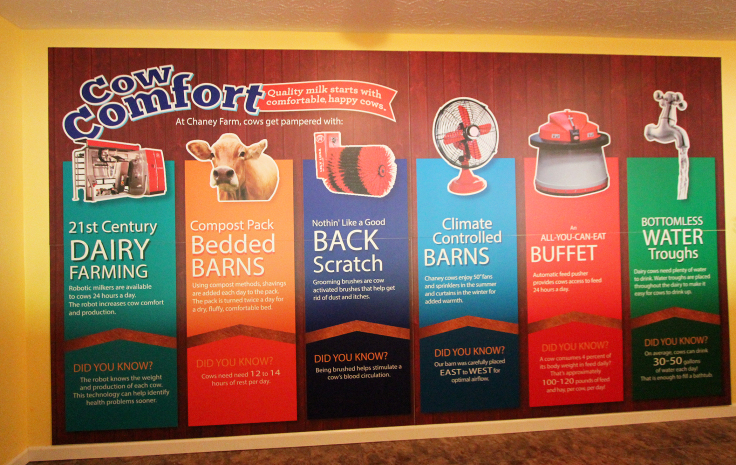 Cow
Comfort
Quality milk starts with
comfortable, happy cows.
At Chaney Farm, cows get pampered with:
21st Century
DAIRY
FARMING
Robotic milkers are available
to cows 24 hours a day.
The robot increases cow comfort
and production.
DID YOU KNOW?
The robot knows the weight
and production of each cow.
This technology can help identify
health problems sooner.
Compost Pack
Bedded
BARNS
Using compost methods, shavings
are added each day to the pack.
The pack is turned twice a day for
a dry, fluffy, comfortable bed.
DID YOU KNOW?
Cows need need 12 to 14
hours of rest per day.
Nothin' Like a Good
BACK
Scratch
Grooming brushes are cow
activated brushes that help get
rid of dust and itches.
DID YOU KNOW?
Being brushed helps stimulate a
cow's blood circulation.
Climate
Controlled
BARNS
Chaney cows enjoy 50" fans
and sprinklers in the summer
and curtains in the winter for
added warmth.
DID YOU KNOW?
Our barn was carefully placed
EAST to WEST for
optimal airflow.
An
ALL-YOU-CAN-EAT
BUFFET
Automatic feed pusher
provides cows access to feed
24 hours a day.
DID YOU KNOW?
A cow consumes 4 percent of
its body weight to feed daily?
That's approximately
100-120 pounds of feed
and hay, per cow, per day!
BOTTOMLESS
WATER
Troughs
Dairy cows need plenty of water
to drink. Water troughs are placed
throughout the dairy to make it
easy for cows to drink up.
DID YOU KNOW?
On average, cows can drink
30-50 gallons
of water each day!
That is enough to fill a bathtub.